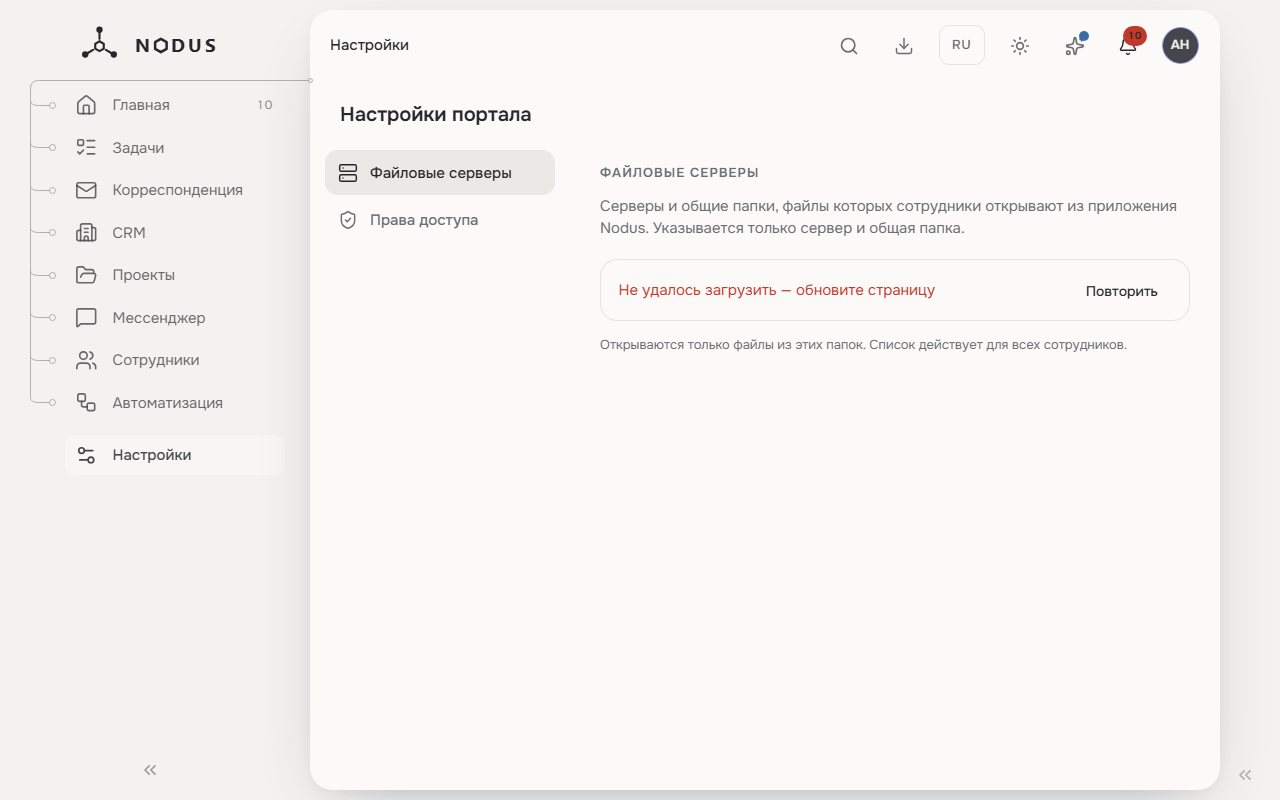 NODUS
Настройки
RU
10
АН
Главная
10
Задачи
Корреспонденция
CRM
Проекты
Мессенджер
Сотрудники
Автоматизация
Настройки
Настройки портала
Файловые серверы
Права доступа
ФАЙЛОВЫЕ СЕРВЕРЫ
Серверы и общие папки, файлы которых сотрудники открывают из приложения
Nodus. Указывается только сервер и общая папка.
Не удалось загрузить — обновите страницу
Повторить
Открываются только файлы из этих папок. Список действует для всех сотрудников.